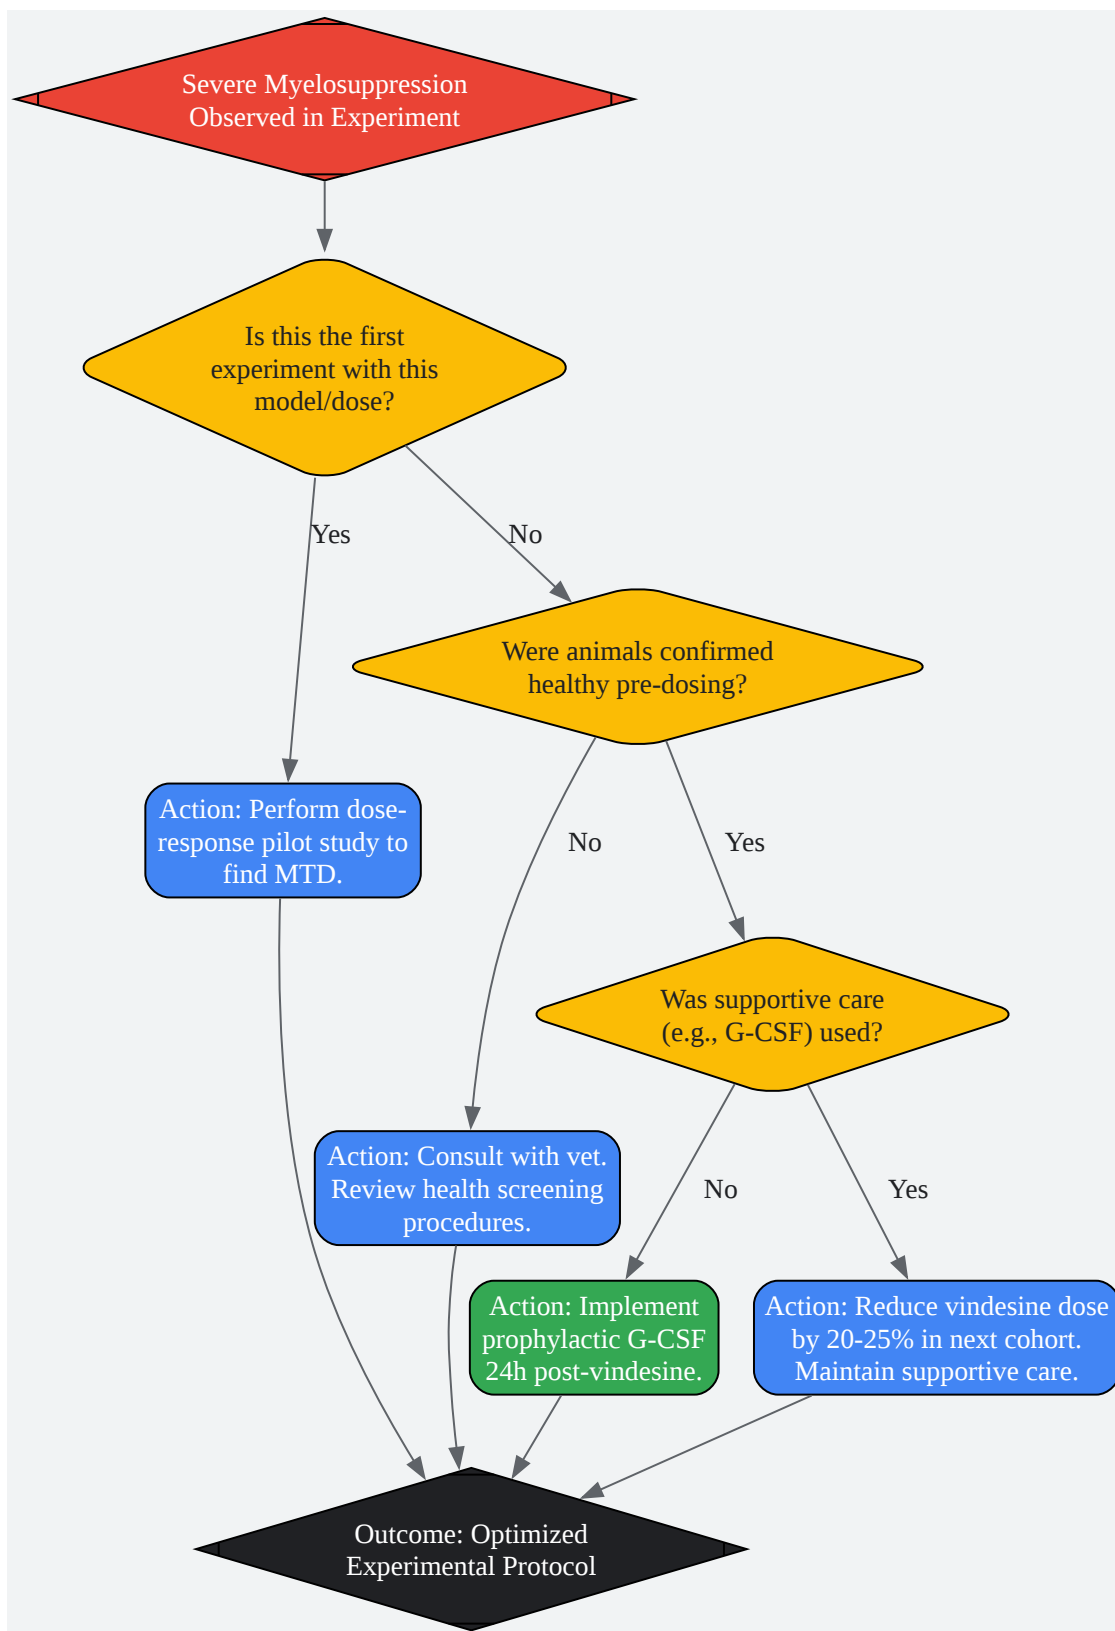 Severe Myelosuppression
Observed in Experiment
Is this the first
experiment with this
model/dose?
Yes
No
Were animals confirmed
healthy pre-dosing?
Action: Perform dose-
response pilot study to
find MTD.
No
Yes
Was supportive care
(e.g., G-CSF) used?
Action: Consult with vet.
Review health screening
procedures.
No
Yes
Action: Implement
prophylactic G-CSF
24h post-vindesine.
Action: Reduce vindesine dose
by 20-25% in next cohort.
Maintain supportive care.
Outcome: Optimized
Experimental Protocol